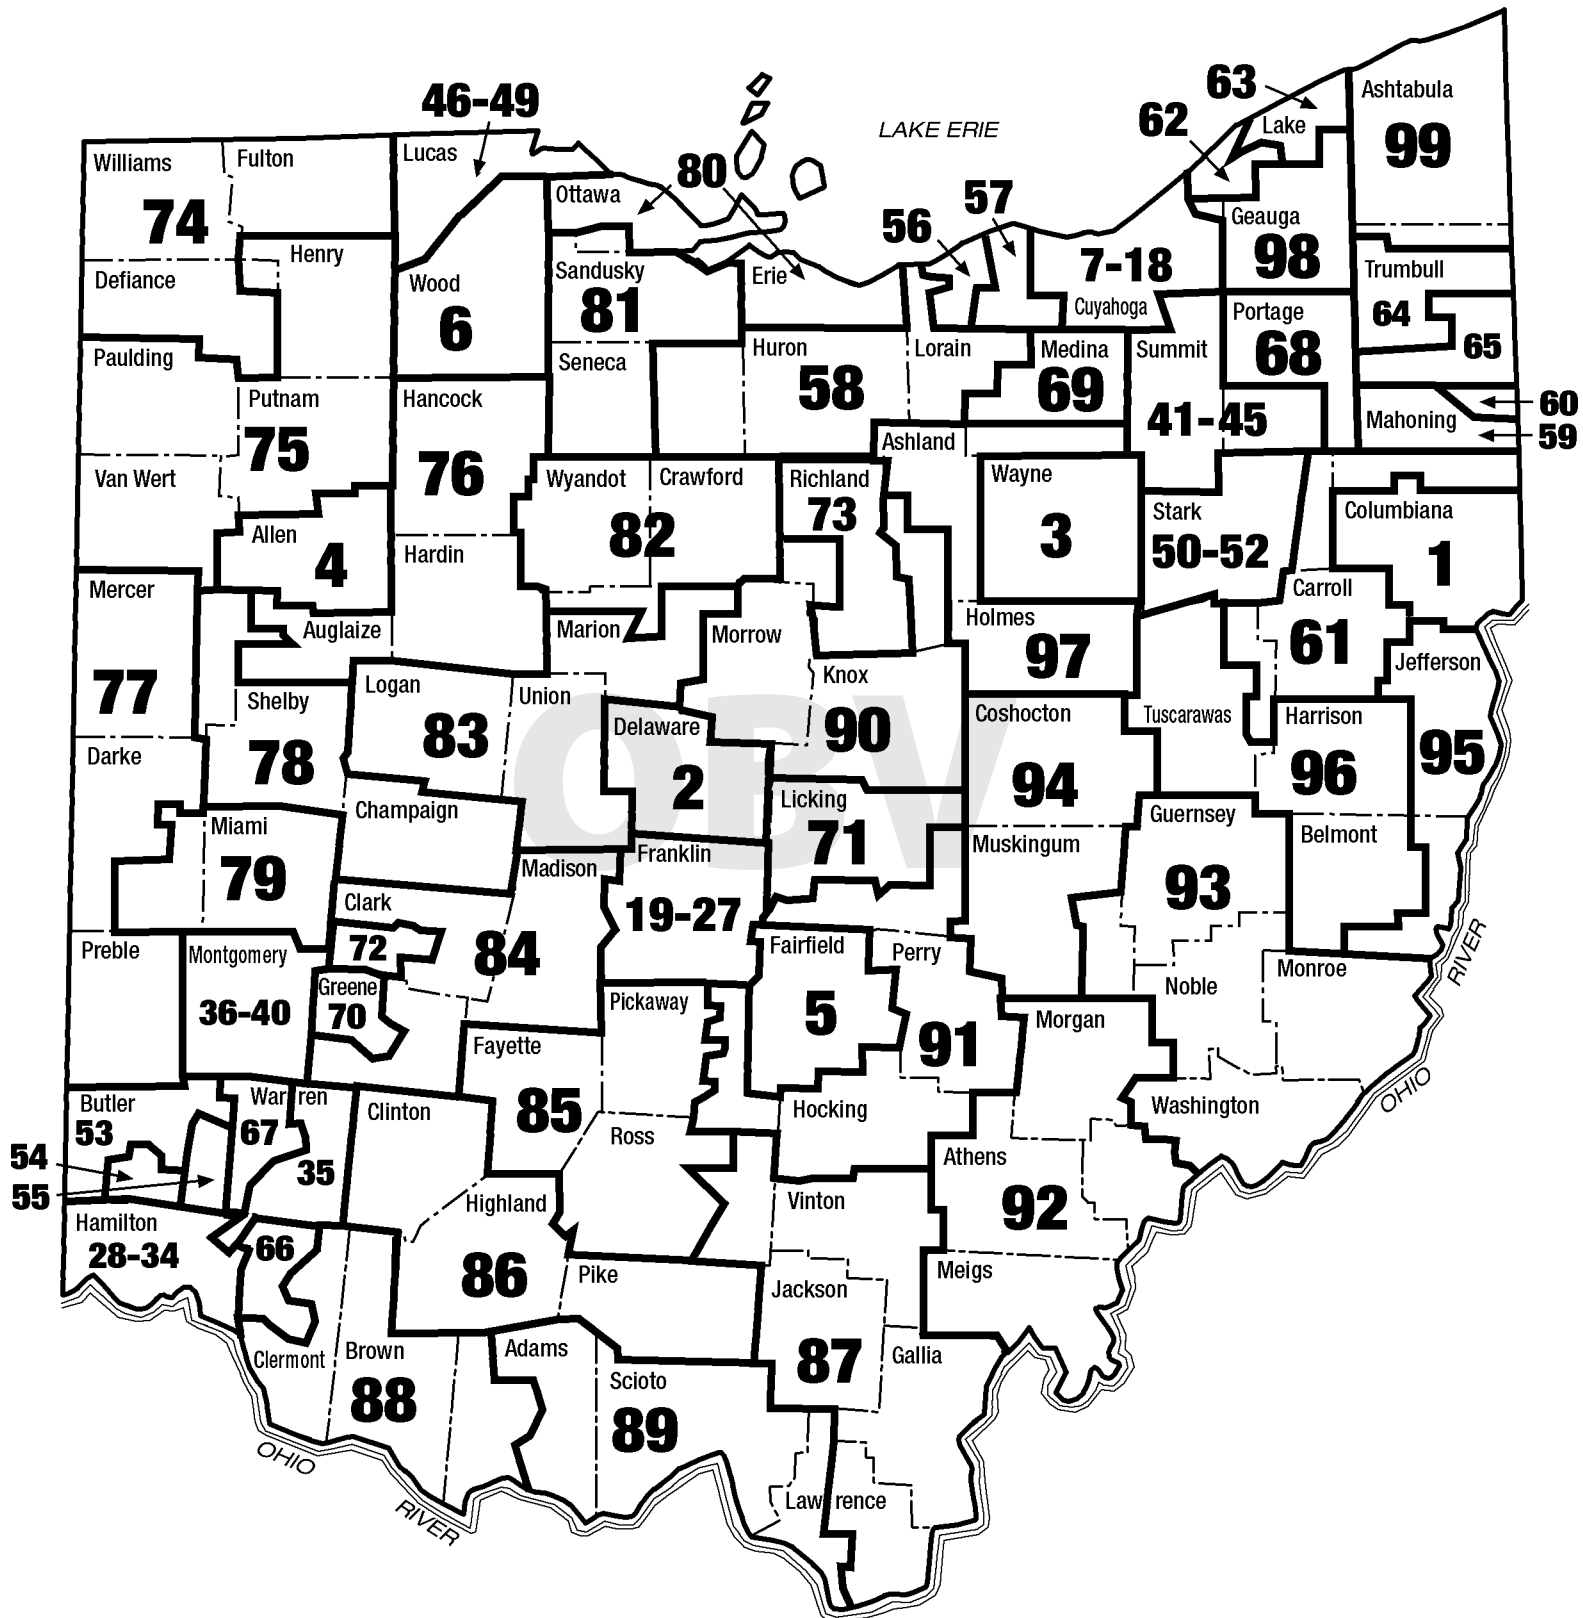 63
Ashtabula
46-49
62
Lake
99
LAKE ERIE
Williams
Fulton
Lucas
80
Ottawa
57
74
56
Geauga
98
Henry
7-18
Defiance
Wood
Sandusky
Erie
Trumbull
6
81
Cuyahoga
64
Portage
65
Paulding
Seneca
Huron
Lorain
Medina
Summit
68
Putnam
Hancock
58
69
60
75
41-45
Mahoning
59
Ashland
Van Wert
76
Wyandot
Crawford
Richland
Wayne
73
Stark
Columbiana
Allen
82
3
50-52
1
4
Hardin
Mercer
Carroll
Holmes
Auglaize
Marion
Morrow
61
97
Jefferson
Knox
77
Logan
Union
Shelby
Coshocton
Tuscarawas
Harrison
Delaware
83
90
OBV
Darke
78
2
94
96
95
Licking
Champaign
Guernsey
Miami
Belmont
71
Muskingum
Franklin
Madison
79
93
Clark
19-27
72
84
Fairfield
Perry
Preble
Montgomery
RIVER
Monroe
Noble
Greene
Pickaway
36-40
70
5
Morgan
Fayette
91
OHIO
Butler
Warren
Clinton
85
Hocking
Washington
53
67
Ross
54
35
Athens
55
Highland
Vinton
92
Hamilton
28-34
66
86
Pike
Meigs
Jackson
Clermont
Brown
Adams
87
Gallia
Scioto
88
89
OHIO
Lawrence
RIVER